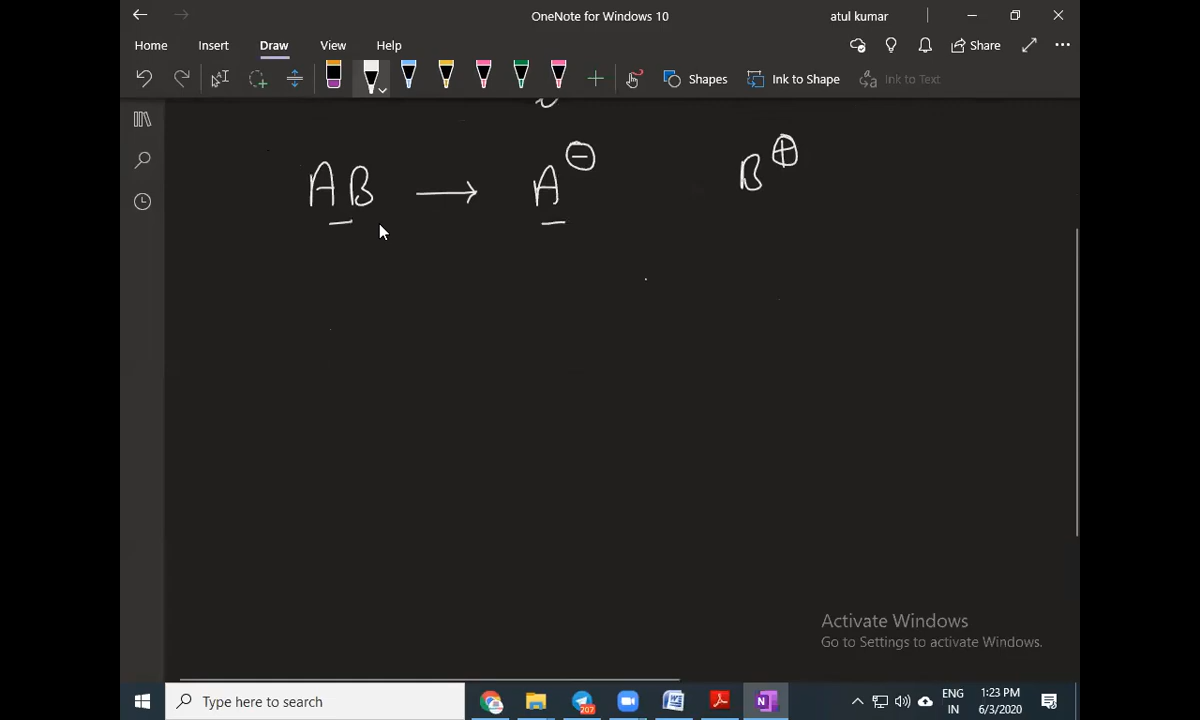 OneNote for Windows 10
atul kumar
Home Insert Draw View Help
Share
Shapes Ink to Shape Ink to Text
AB → A⊖ B⊕
Activate Windows
Go to Settings to activate Windows.
Type here to search
207
W
N
ENG
IN
1:23 PM
6/3/2020